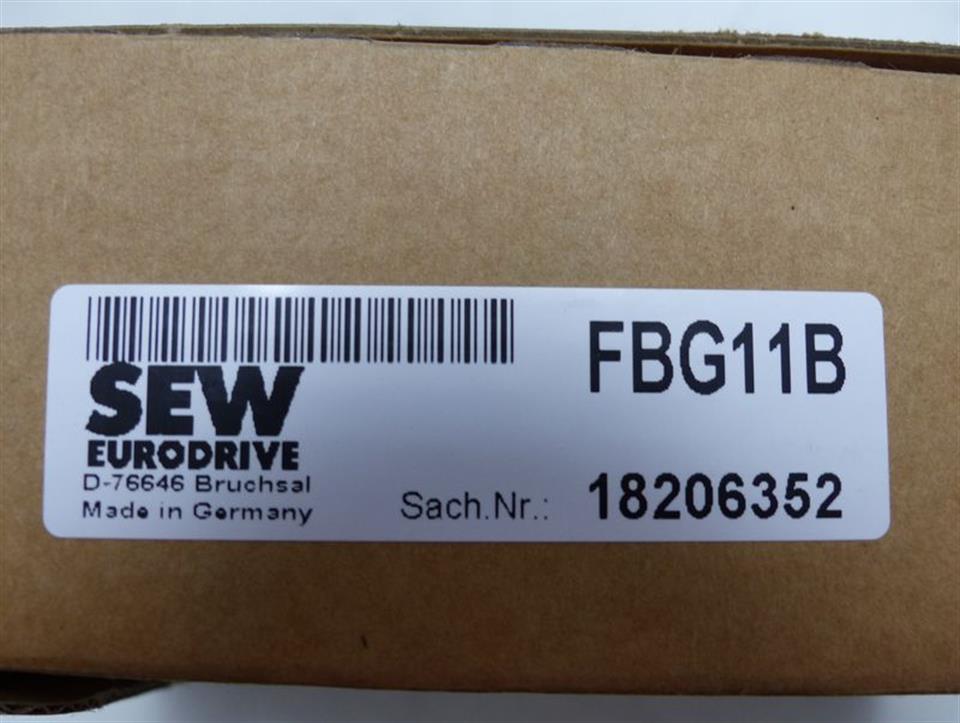 FBG11B
SEW
EURODRIVE
D-76646 Bruchsal
Made in Germany
Sach.Nr.: 18206352